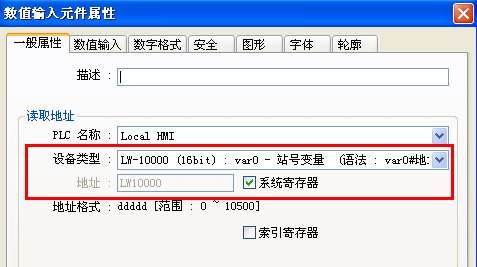 数值输入元件属性
一般属性 数值输入 数字格式 安全 图形 字体 轮廓
描述 :
读取地址
PLC 名称 : Local HMI
设备类型 : LW-10000 (16bit) : var0 - 站号变量 (语法 : var0#地
地址 : LW10000 系统寄存器
地址格式 : ddddd [范围 : 0 ~ 10500]
索引寄存器